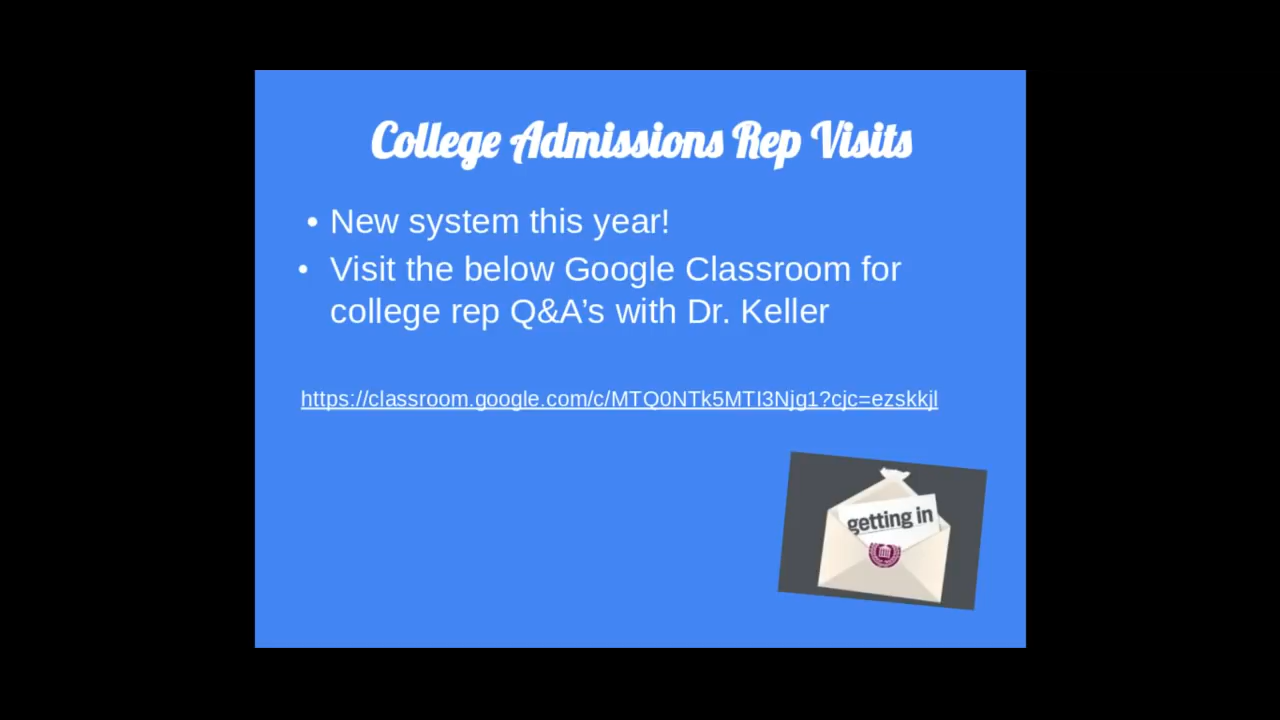 College Admissions Rep Visits
• New system this year!
• Visit the below Google Classroom for
college rep Q&A’s with Dr. Keller
https://classroom.google.com/c/MTQ0NTk5MTI3Njg1?cjc=ezskkjl
getting in